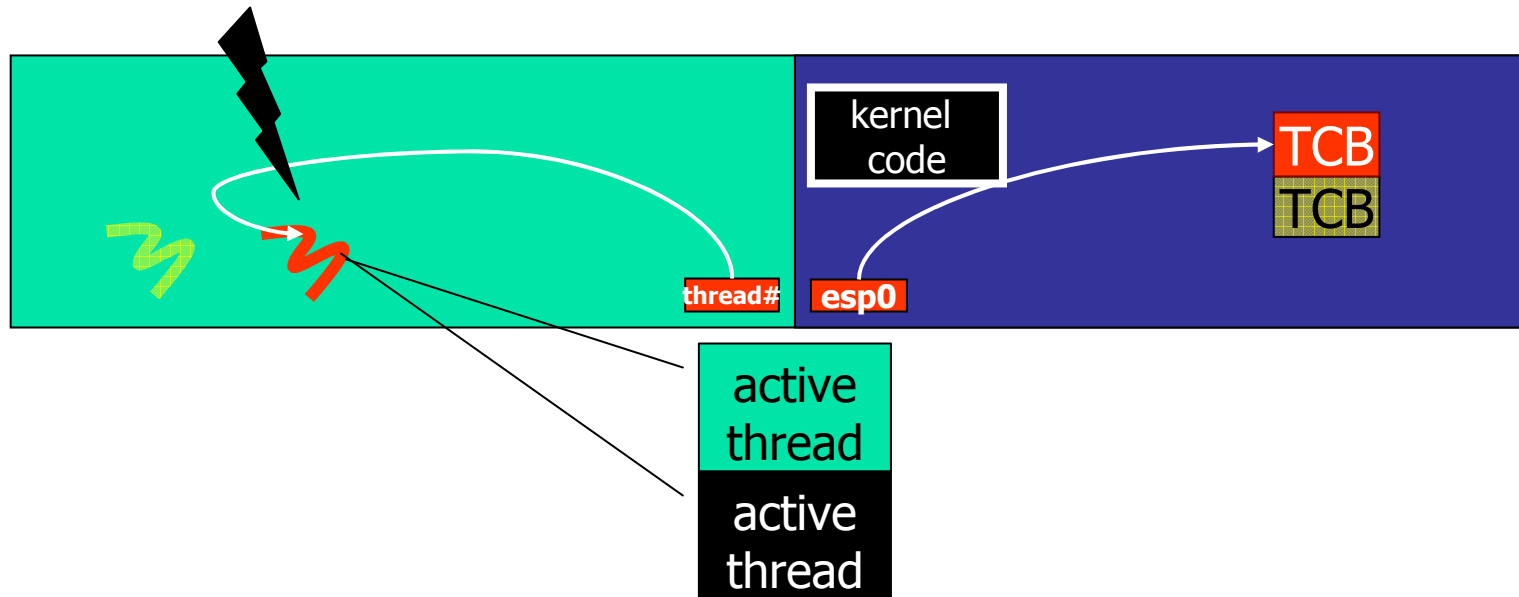 kernel
code
TCB
TCB
thread#
esp0
active
thread
active
thread